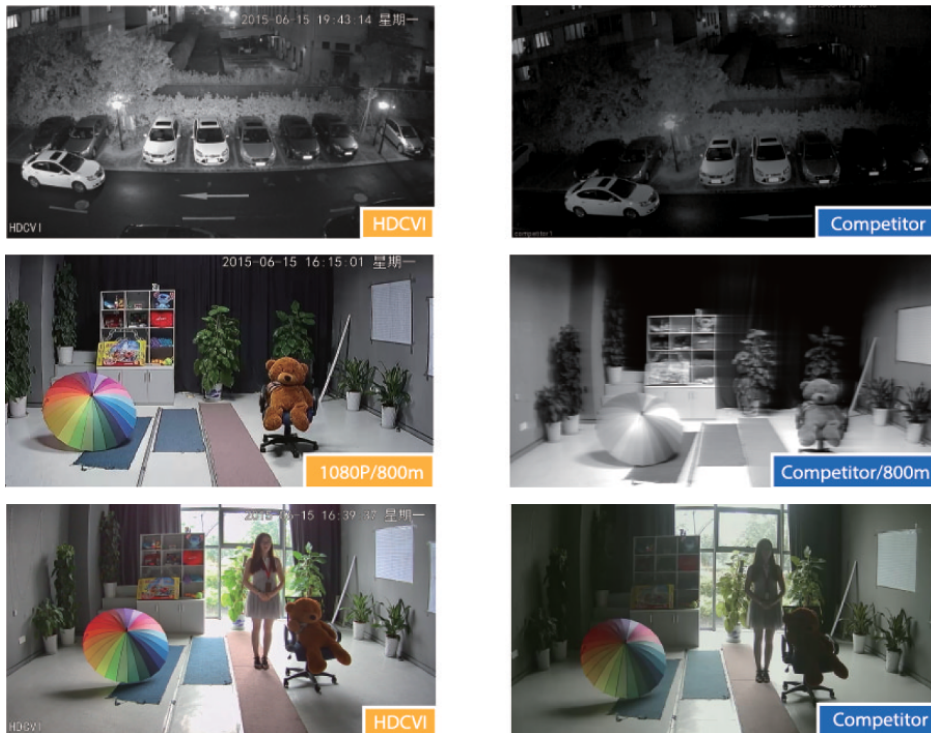 2015-06-15 19:43:14 星期一
HDCVI
HDCVI
competitor1
Competitor
2015-06-15 16:15:01 星期一
1080P/800m
Competitor/800m
2015-06-15 16:39:37 星期一
HDCVI
HDCVI
Competitor